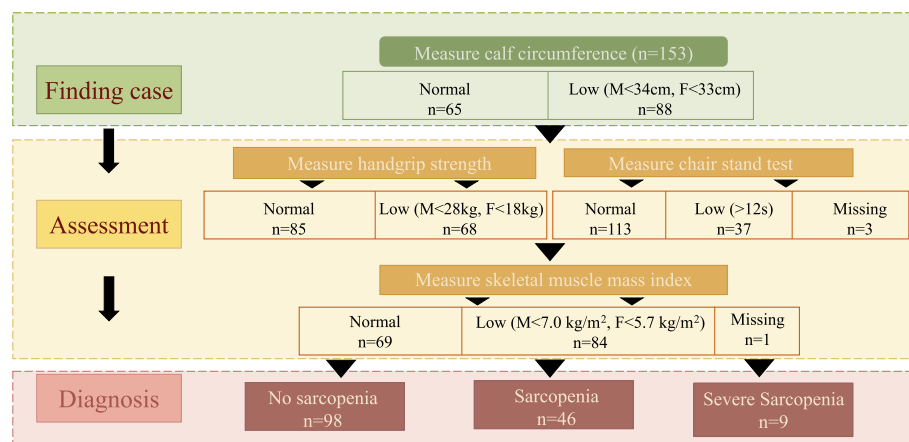 Measure calf circumference (n=153)
Finding case
Normal
n=65
Low (M<34cm, F<33cm)
n=88
Measure handgrip strength
Measure chair stand test
Assessment
Normal
n=85
Low (M<28kg, F<18kg)
n=68
Normal
n=113
Low (>12s)
n=37
Missing
n=3
Measure skeletal muscle mass index
Normal
n=69
Low (M<7.0 kg/m², F<5.7 kg/m²)
n=84
Missing
n=1
Diagnosis
No sarcopenia
n=98
Sarcopenia
n=46
Severe Sarcopenia
n=9